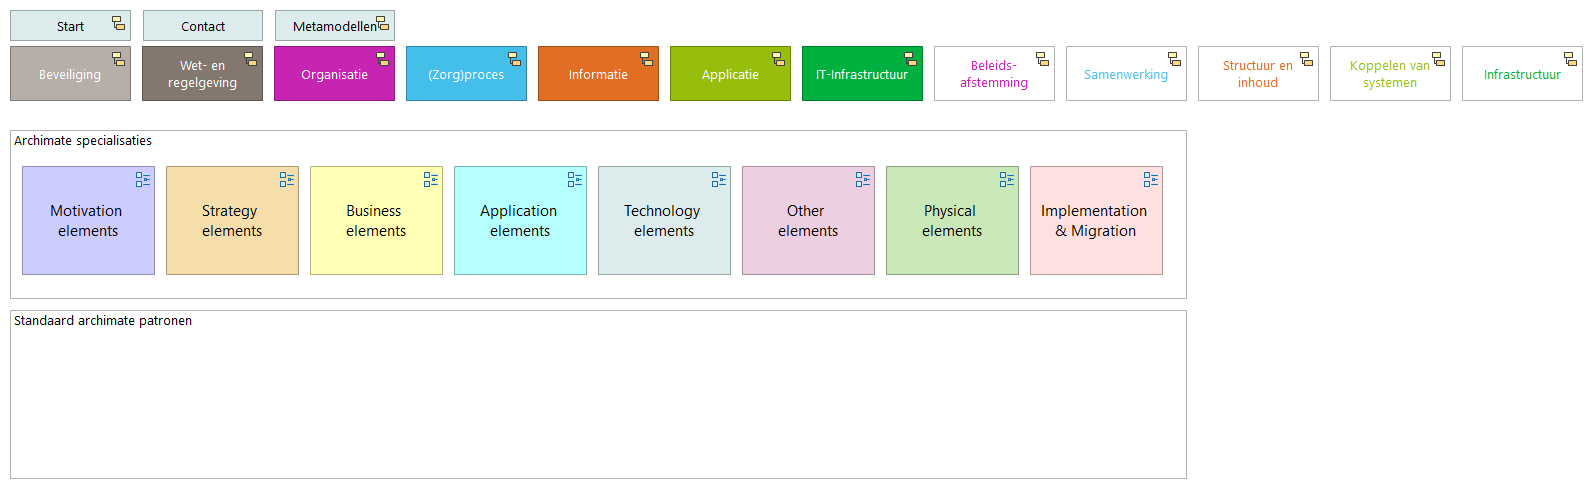 Start
Contact
Metamodellen
Beveiliging
Wet- en
regelgeving
Organisatie
(Zorg)proces
Informatie
Applicatie
IT-Infrastructuur
Beleids-
afstemming
Samenwerking
Structuur en
inhoud
Koppelen van
systemen
Infrastructuur
Archimate specialisaties
Motivation
elements
Strategy
elements
Business
elements
Application
elements
Technology
elements
Other
elements
Physical
elements
Implementation
& Migration
Standaard archimate patronen